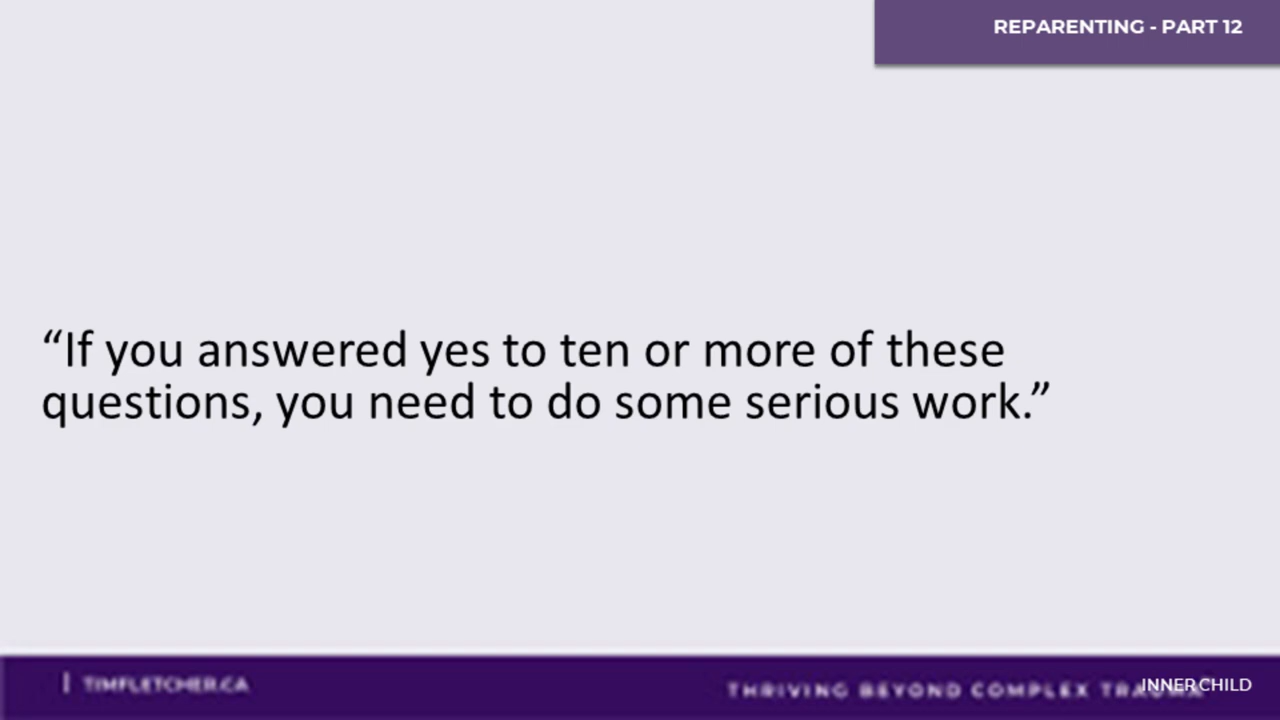 REPARENTING - PART 12
“If you answered yes to ten or more of these
questions, you need to do some serious work.”
TIMFLETCHER.CA
THRIVING BEYOND COMPLEX
INNER CHILD